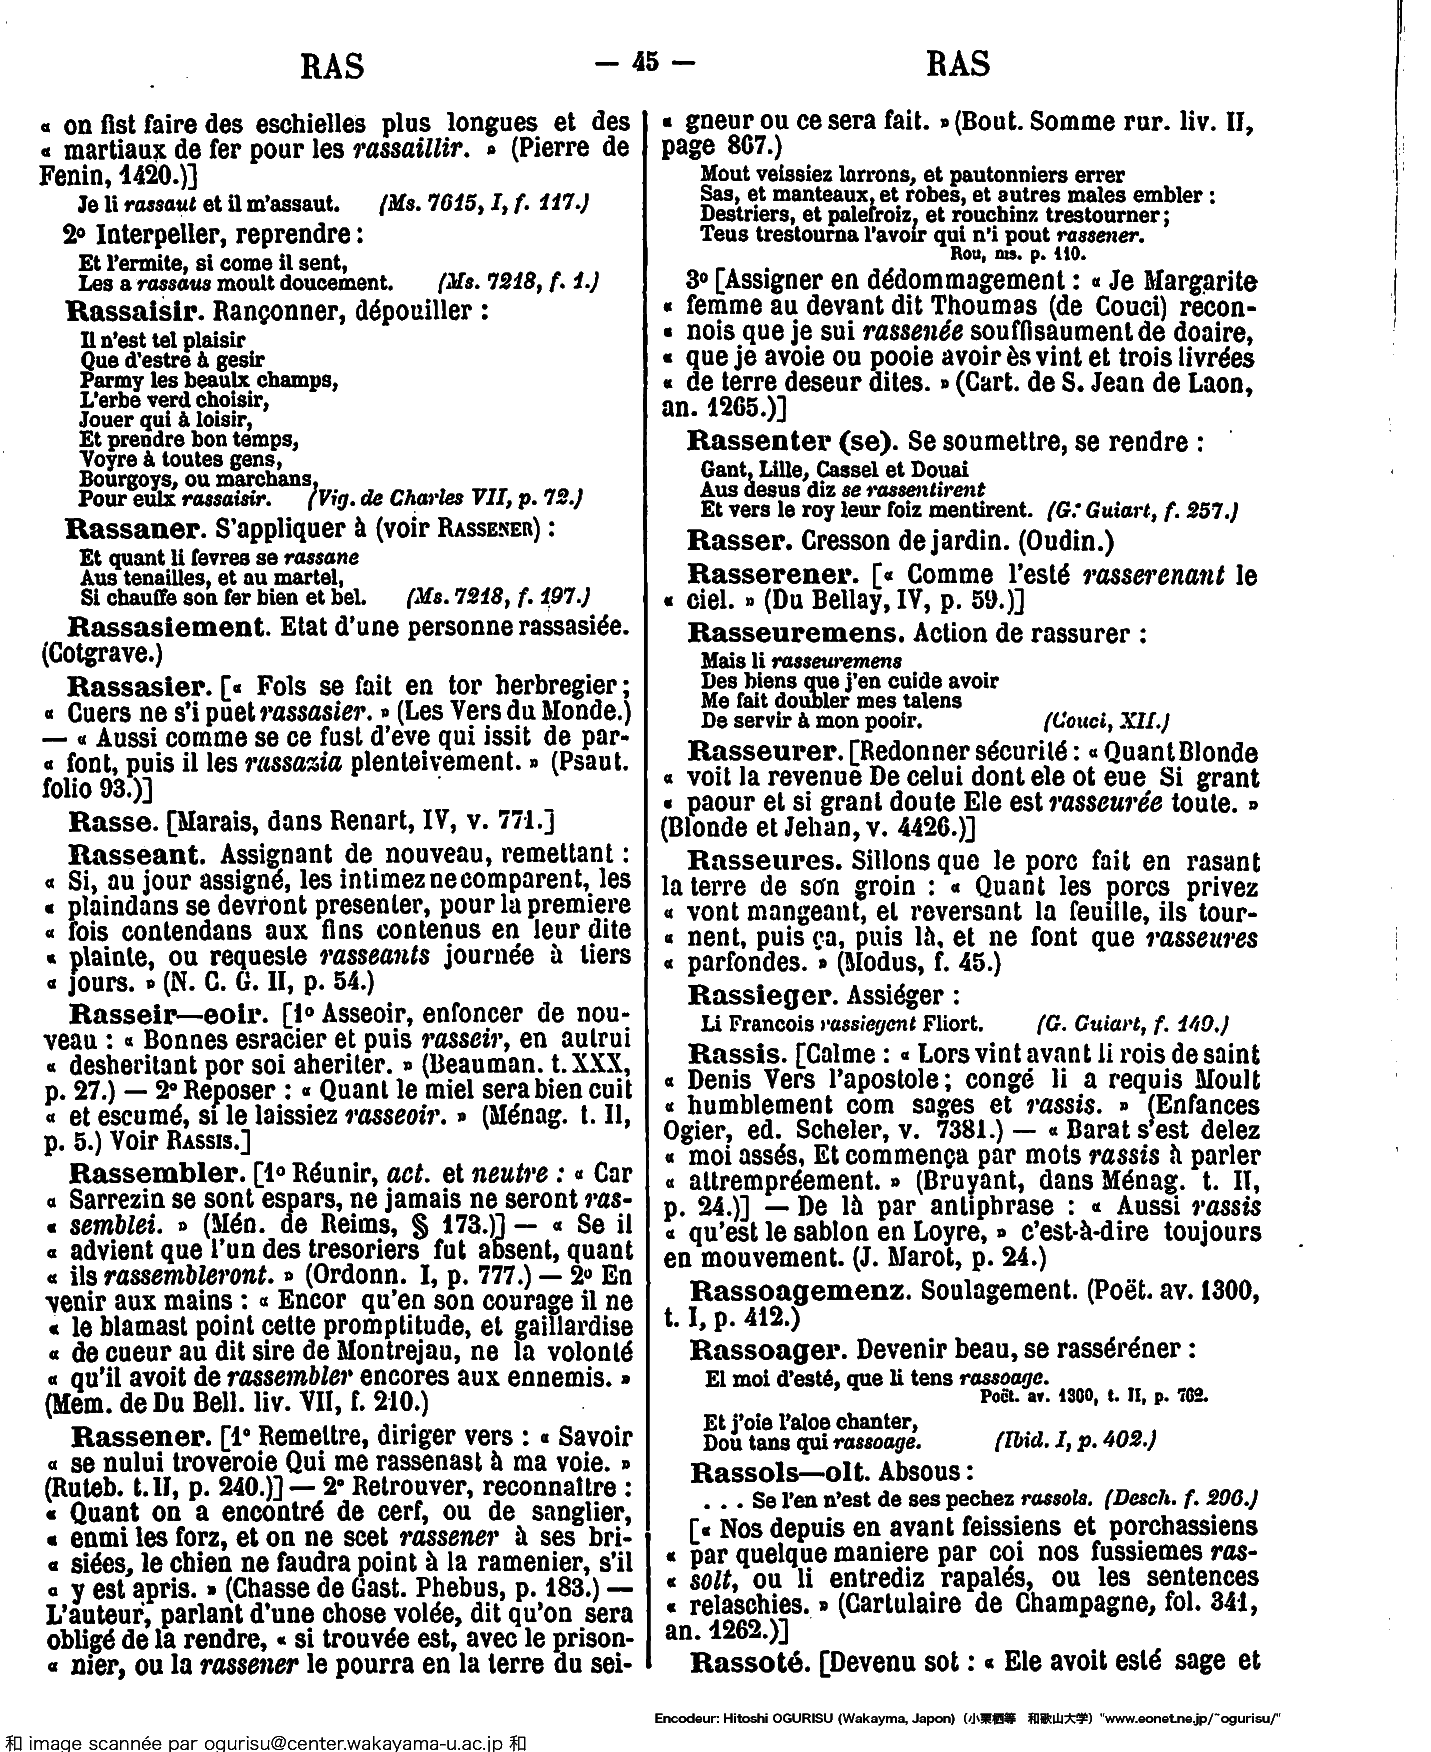 RAS — 45 — RAS
« on fist faire des eschielles plus longues et des
« martiaux de fer pour les rassaillir. » (Pierre de
Fenin, 1420.)]
Je li rassaut et il m'assaut. (Ms. 7615, I, f. 117.)
2º Interpeller, reprendre :
Et l'ermite, si come il sent,
Les a rassaus moult doucement. (Ms. 7218, f. 1.)
Rassaisir. Rançonner, dépouiller :
Il n'est tel plaisir
Que d'estre à gesir
Parmy les beaulx champs,
L'erbe verd choisir,
Jouer qui à loisir,
Et prendre bon temps,
Voyre à toutes gens,
Bourgoys, ou marchans,
Pour eulx rassaisir. (Vig. de Charles VII, p. 72.)
Rassaner. S'appliquer à (voir RASSENER) :
Et quant li fevres se rassane
Aus tenailles, et au martel,
Si chauffe son fer bien et bel. (Ms. 7218, f. 197.)
Rassasiement. Etat d'une personne rassasiée.
(Cotgrave.)
Rassasier. [« Fols se fait en tor herbregier ;
« Cuers ne s'i puet rassasier. » (Les Vers du Monde.)
— « Aussi comme se ce fust d'eve qui issit de par-
« font, puis il les rassazia plenteivement. » (Psaut.
folio 93.)]
Rasse. [Marais, dans Renart, IV, v. 771.]
Rasseant. Assignant de nouveau, remettant :
« Si, au jour assigné, les intimez ne comparent, les
« plaindans se devront presenter, pour la premiere
« fois contendans aux fins contenus en leur dite
« plainte, ou requeste rasseants journée à tiers
« jours. » (N. C. G. II, p. 54.)
Rasseir—eoir. [1º Asseoir, enfoncer de nou-
veau : « Bonnes esracier et puis rasseir, en autrui
« desheritant por soi aheriter. » (Beauman. t. XXX,
p. 27.) — 2º Reposer : « Quant le miel sera bien cuit
« et escumé, si le laissiez rasseoir. » (Ménag. t. II,
p. 5.) Voir RASSIS.]
Rassembler. [1º Réunir, act. et neutre : « Car
« Sarrezin se sont espars, ne jamais ne seront ras-
« semblei. » (Mén. de Reims, § 173.)] — « Se il
« advient que l'un des tresoriers fut absent, quant
« ils rassembleront. » (Ordonn. I, p. 777.) — 2º En
venir aux mains : « Encor qu'en son courage il ne
« le blamast point cette promptitude, et gaillardise
« de cueur au dit sire de Montrejau, ne la volonté
« qu'il avoit de rassembler encores aux ennemis. »
(Mem. de Du Bell. liv. VII, f. 210.)
Rassener. [1º Remettre, diriger vers : « Savoir
« se nului troveroie Qui me rassenast à ma voie. »
(Ruteb. t. II, p. 240.)] — 2º Retrouver, reconnaître :
« Quant on a encontré de cerf, ou de sanglier,
« enmi les forz, et on ne scet rassener à ses bri-
« siées, le chien ne faudra point à la ramenier, s'il
« y est apris. » (Chasse de Gast. Phebus, p. 183.) —
L'auteur, parlant d'une chose volée, dit qu'on sera
obligé de la rendre, « si trouvée est, avec le prison-
« nier, ou la rassener le pourra en la terre du sei-
« gneur ou ce sera fait. » (Bout. Somme rur. liv. II,
page 867.)
Mout veissiez larrons, et pautonniers errer
Sas, et manteaux, et robes, et autres males embler :
Destriers, et palefroiz, et rouchinz trestourner ;
Teus trestourna l'avoir qui n'i pout rassener.
Rou, ms. p. 110.
3º [Assigner en dédommagement : « Je Margarite
« femme au devant dit Thoumas (de Couci) recon-
« nois que je sui rassenée souffisaument de doaire,
« que je avoie ou pooie avoir ès vint et trois livrées
« de terre deseur dites. » (Cart. de S. Jean de Laon,
an. 1265.)]
Rassenter (se). Se soumettre, se rendre :
Gant, Lille, Cassel et Douai
Aus desus diz se rassentirent
Et vers le roy leur foiz mentirent. (G. Guiart, f. 257.)
Rasser. Cresson de jardin. (Oudin.)
Rasserener. [« Comme l'esté rasserenant le
« ciel. » (Du Bellay, IV, p. 59.)]
Rasseuremens. Action de rassurer :
Mais li rasseuremens
Des biens que j'en cuide avoir
Me fait doubler mes talens
De servir à mon pooir. (Couci, XII.)
Rasseurer. [Redonner sécurité : « Quant Blonde
« voit la revenue De celui dont ele ot eue Si grant
« paour et si grant doute Ele est rasseurée toute. »
(Blonde et Jehan, v. 4426.)]
Rasseures. Sillons que le porc fait en rasant
la terre de son groin : « Quant les porcs privez
« vont mangeant, et reversant la feuille, ils tour-
« nent, puis ça, puis là, et ne font que rasseures
« parfondes. » (Modus, f. 45.)
Rassieger. Assiéger :
Li Francois rassiegent Fliort. (G. Guiart, f. 140.)
Rassis. [Calme : « Lors vint avant li rois de saint
« Denis Vers l'apostole ; congé li a requis Moult
« humblement com sages et rassis. » (Enfances
Ogier, ed. Scheler, v. 7381.) — « Barat s'est delez
« moi assés, Et commença par mots rassis à parler
« attrempréement. » (Bruyant, dans Ménag. t. II,
p. 24.)] — De là par antiphrase : « Aussi rassis
« qu'est le sablon en Loyre, » c'est-à-dire toujours
en mouvement. (J. Marot, p. 24.)
Rassoagemenz. Soulagement. (Poët. av. 1300,
t. I, p. 412.)
Rassoager. Devenir beau, se rasséréner :
El moi d'esté, que li tens rassoage.
Poët. av. 1300, t. II, p. 762.
Et j'oie l'aloe chanter,
Dou tans qui rassoage. (Ibid. I, p. 402.)
Rassols—olt. Absous :
. . . Se l'en n'est de ses pechez rassols. (Desch. f. 296.)
[« Nos depuis en avant feissiens et porchassiens
« par quelque maniere par coi nos fussiemes ras-
« solt, ou li entrediz rapalés, ou les sentences
« relaschies. » (Cartulaire de Champagne, fol. 341,
an. 1262.)]
Rassoté. [Devenu sot : « Ele avoit esté sage et
Encodeur: Hitoshi OGURISU (Wakayma, Japon) (小栗栖等 和歌山大学) "www.eonet.ne.jp/~ogurisu/"
和 image scannée par ogurisu@center.wakayama-u.ac.jp 和